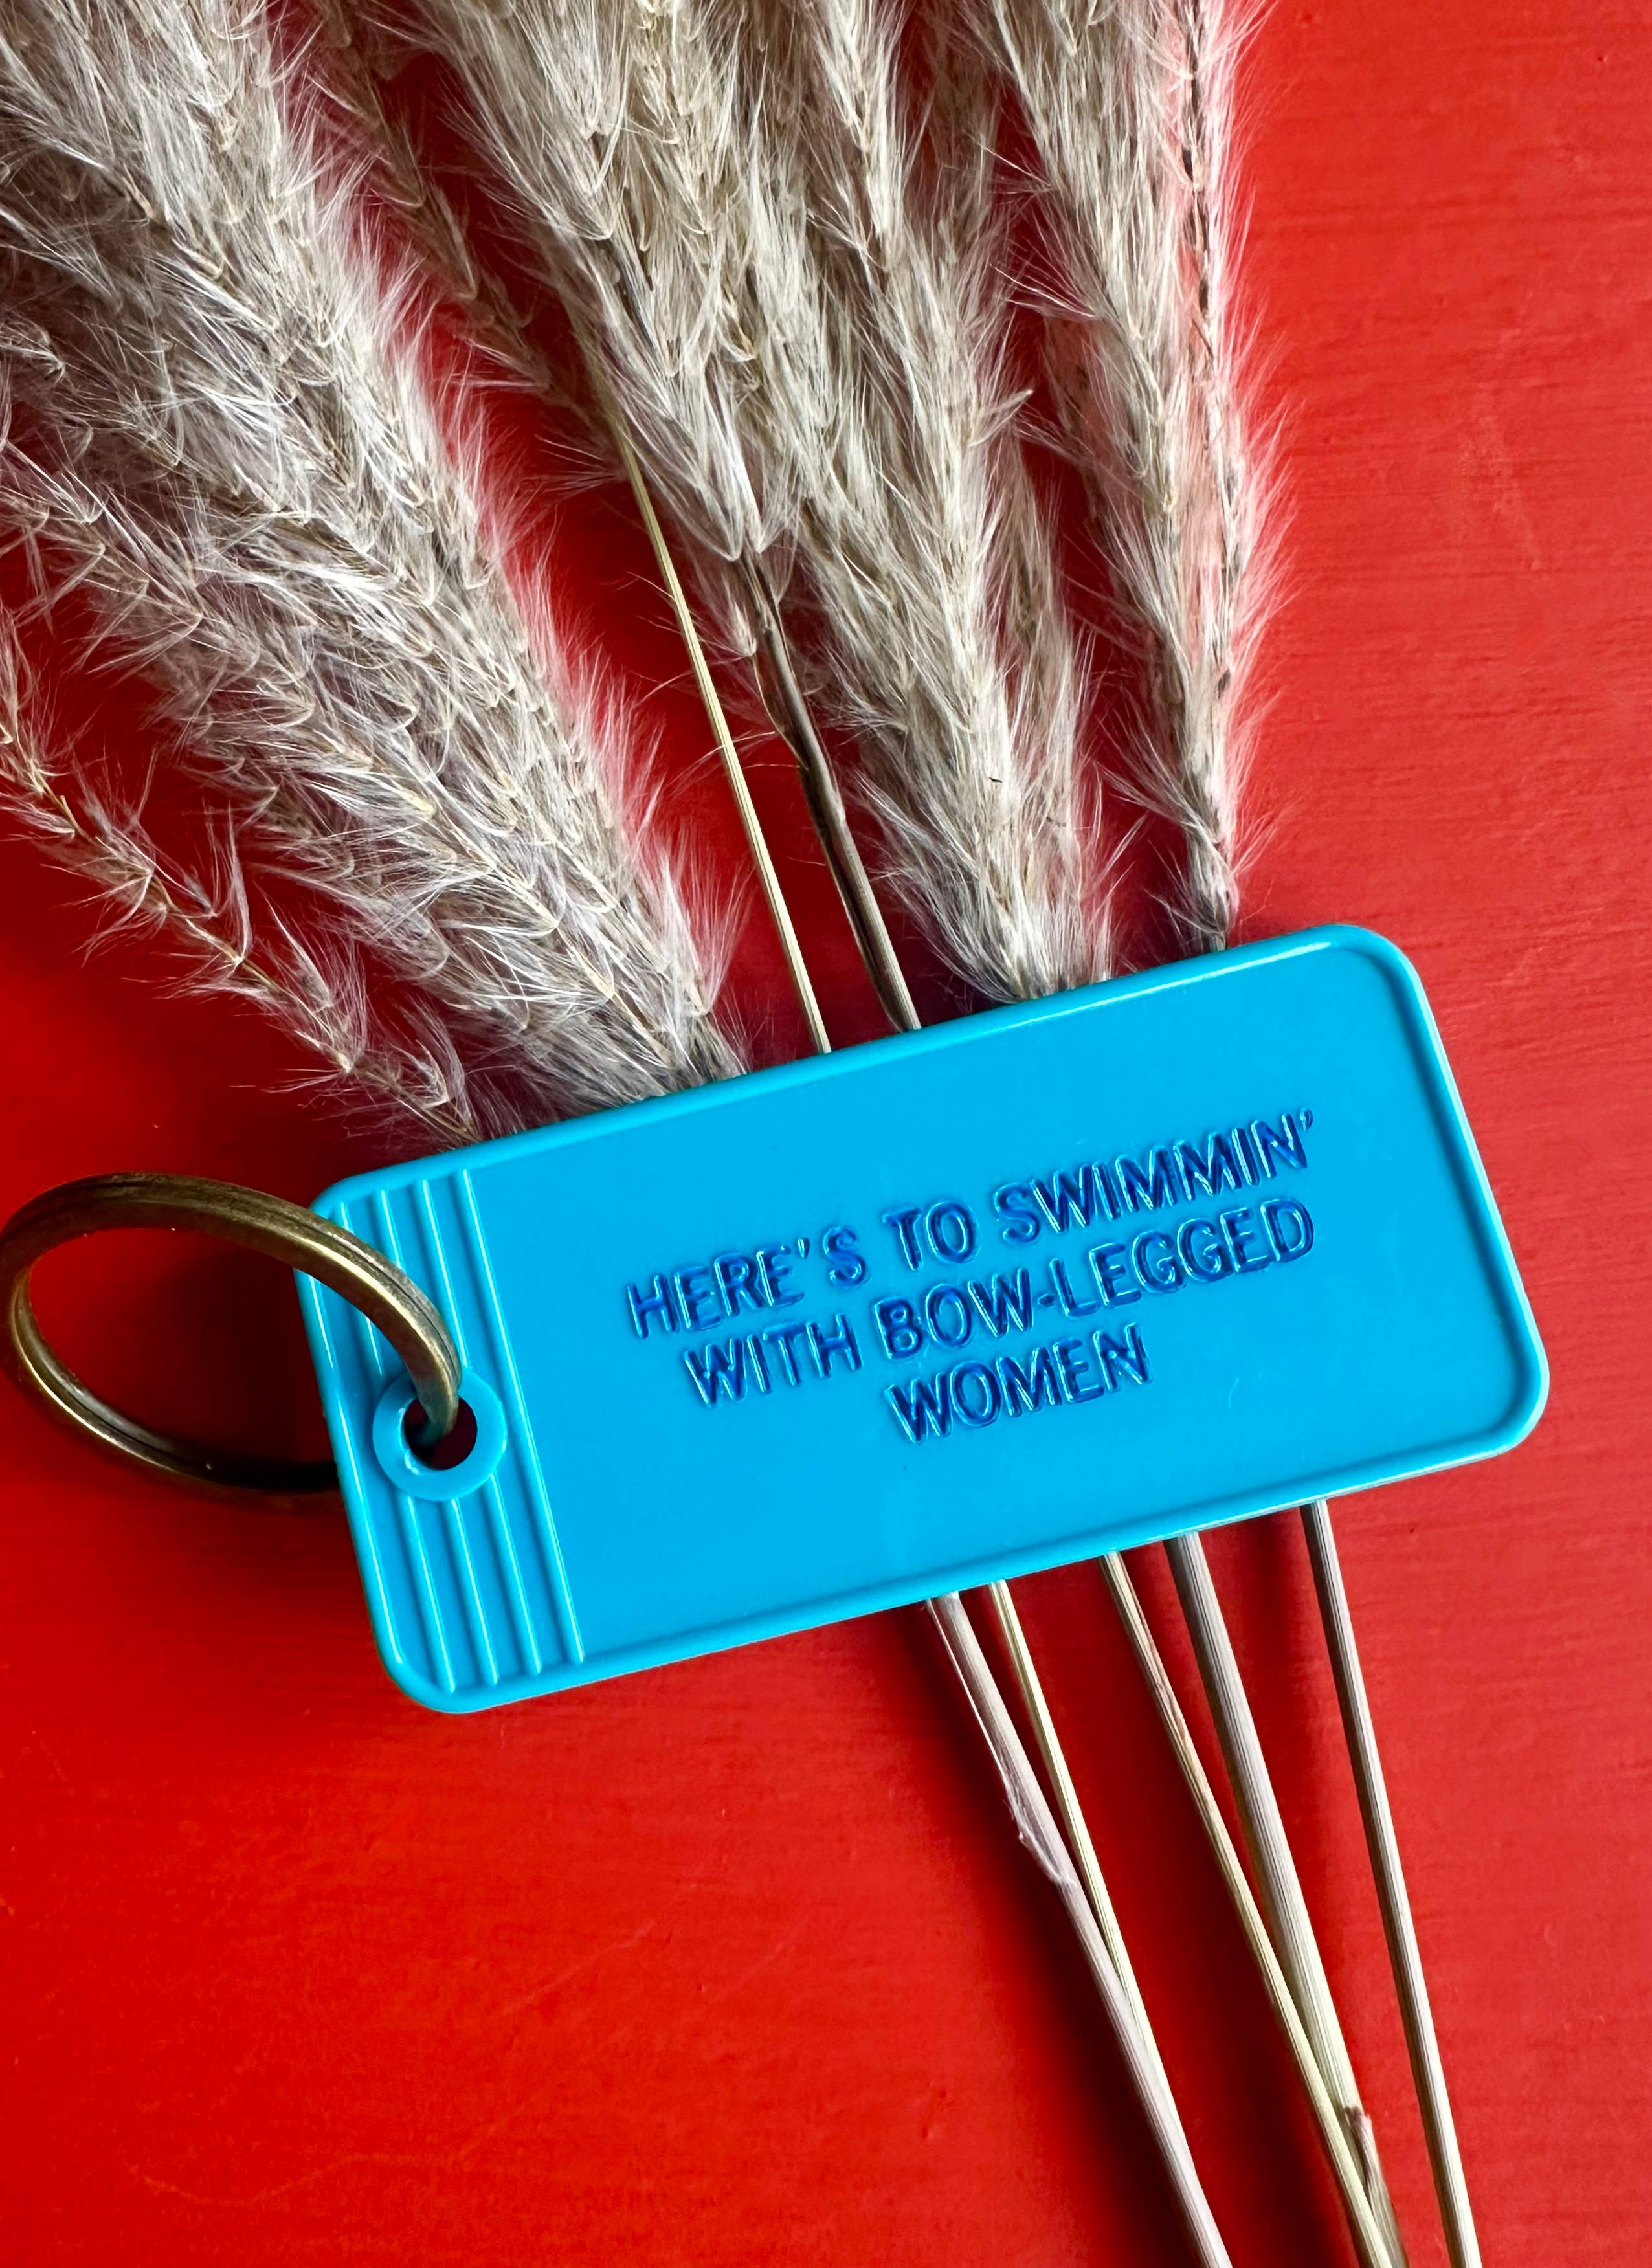 HERE'S TO SWIMMIN'
WITH BOW-LEGGED
WOMEN